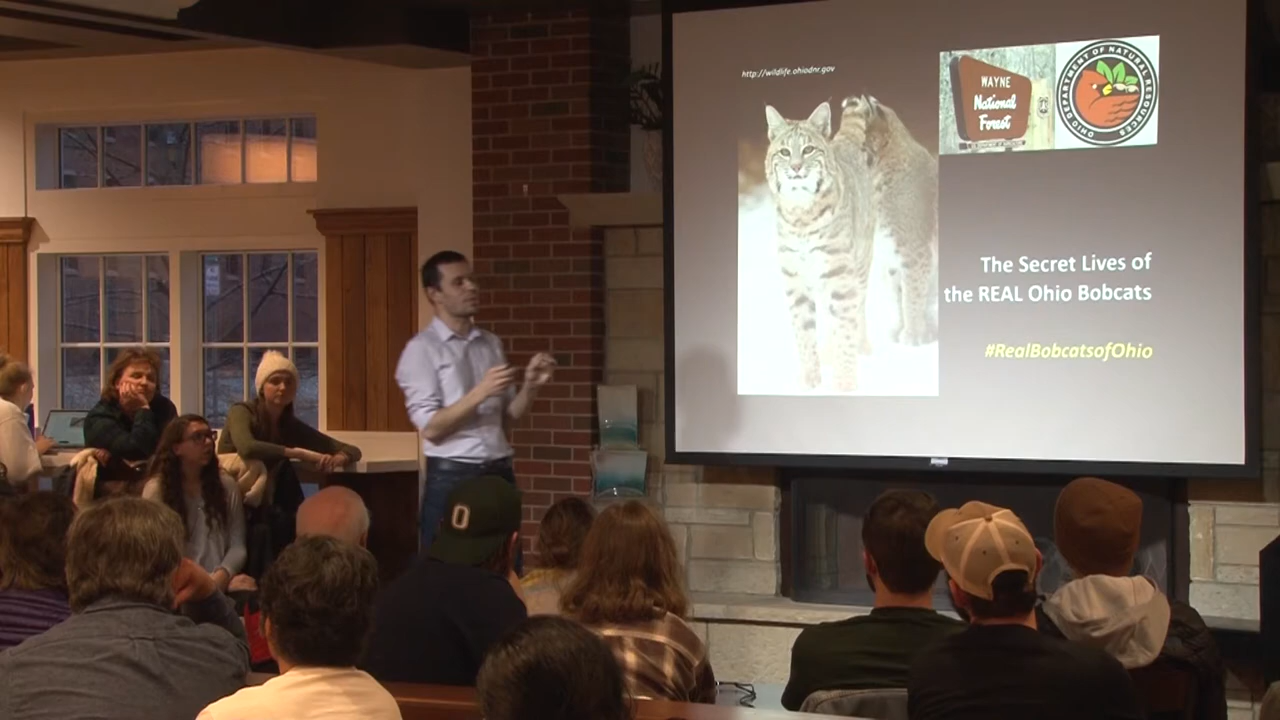 http://wildlife.ohiodnr.gov
WAYNE
National
Forest
OHIO DEPARTMENT OF NATURAL RESOURCES
The Secret Lives of
the REAL Ohio Bobcats
#RealBobcatsofOhio
O